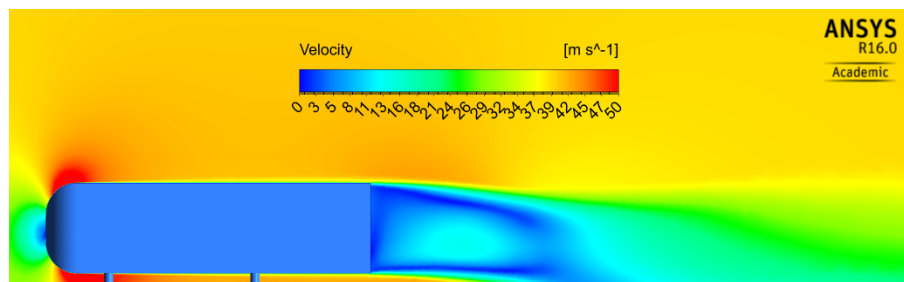 ANSYS
R16.0
Academic
Velocity [m s^-1]
0 3 5 8 11 13 16 18 21 24 26 29 32 34 37 39 42 45 47 50